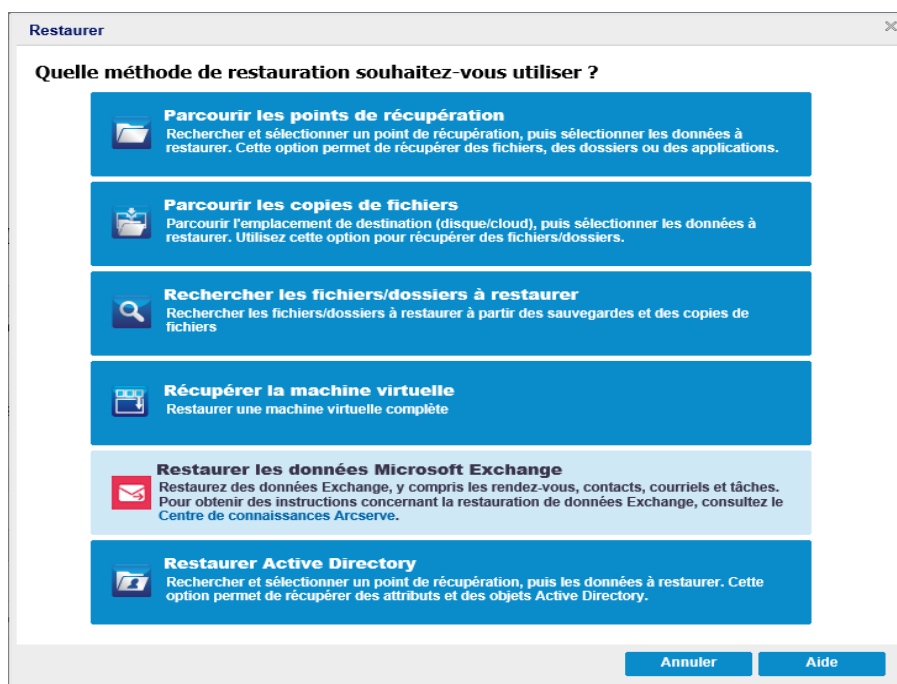 Restaurer
Quelle méthode de restauration souhaitez-vous utiliser ?
Parcourir les points de récupération
Rechercher et sélectionner un point de récupération, puis sélectionner les données à
restaurer. Cette option permet de récupérer des fichiers, des dossiers ou des applications.
Parcourir les copies de fichiers
Parcourir l'emplacement de destination (disque/cloud), puis sélectionner les données à
restaurer. Utilisez cette option pour récupérer des fichiers/dossiers.
Rechercher les fichiers/dossiers à restaurer
Rechercher les fichiers/dossiers à restaurer à partir des sauvegardes et des copies de
fichiers
Récupérer la machine virtuelle
Restaurer une machine virtuelle complète
Restaurer les données Microsoft Exchange
Restaurez des données Exchange, y compris les rendez-vous, contacts, courriels et tâches.
Pour obtenir des instructions concernant la restauration de données Exchange, consultez le
Centre de connaissances Arcserve.
Restaurer Active Directory
Rechercher et sélectionner un point de récupération, puis les données à restaurer. Cette
option permet de récupérer des attributs et des objets Active Directory.
Annuler
Aide